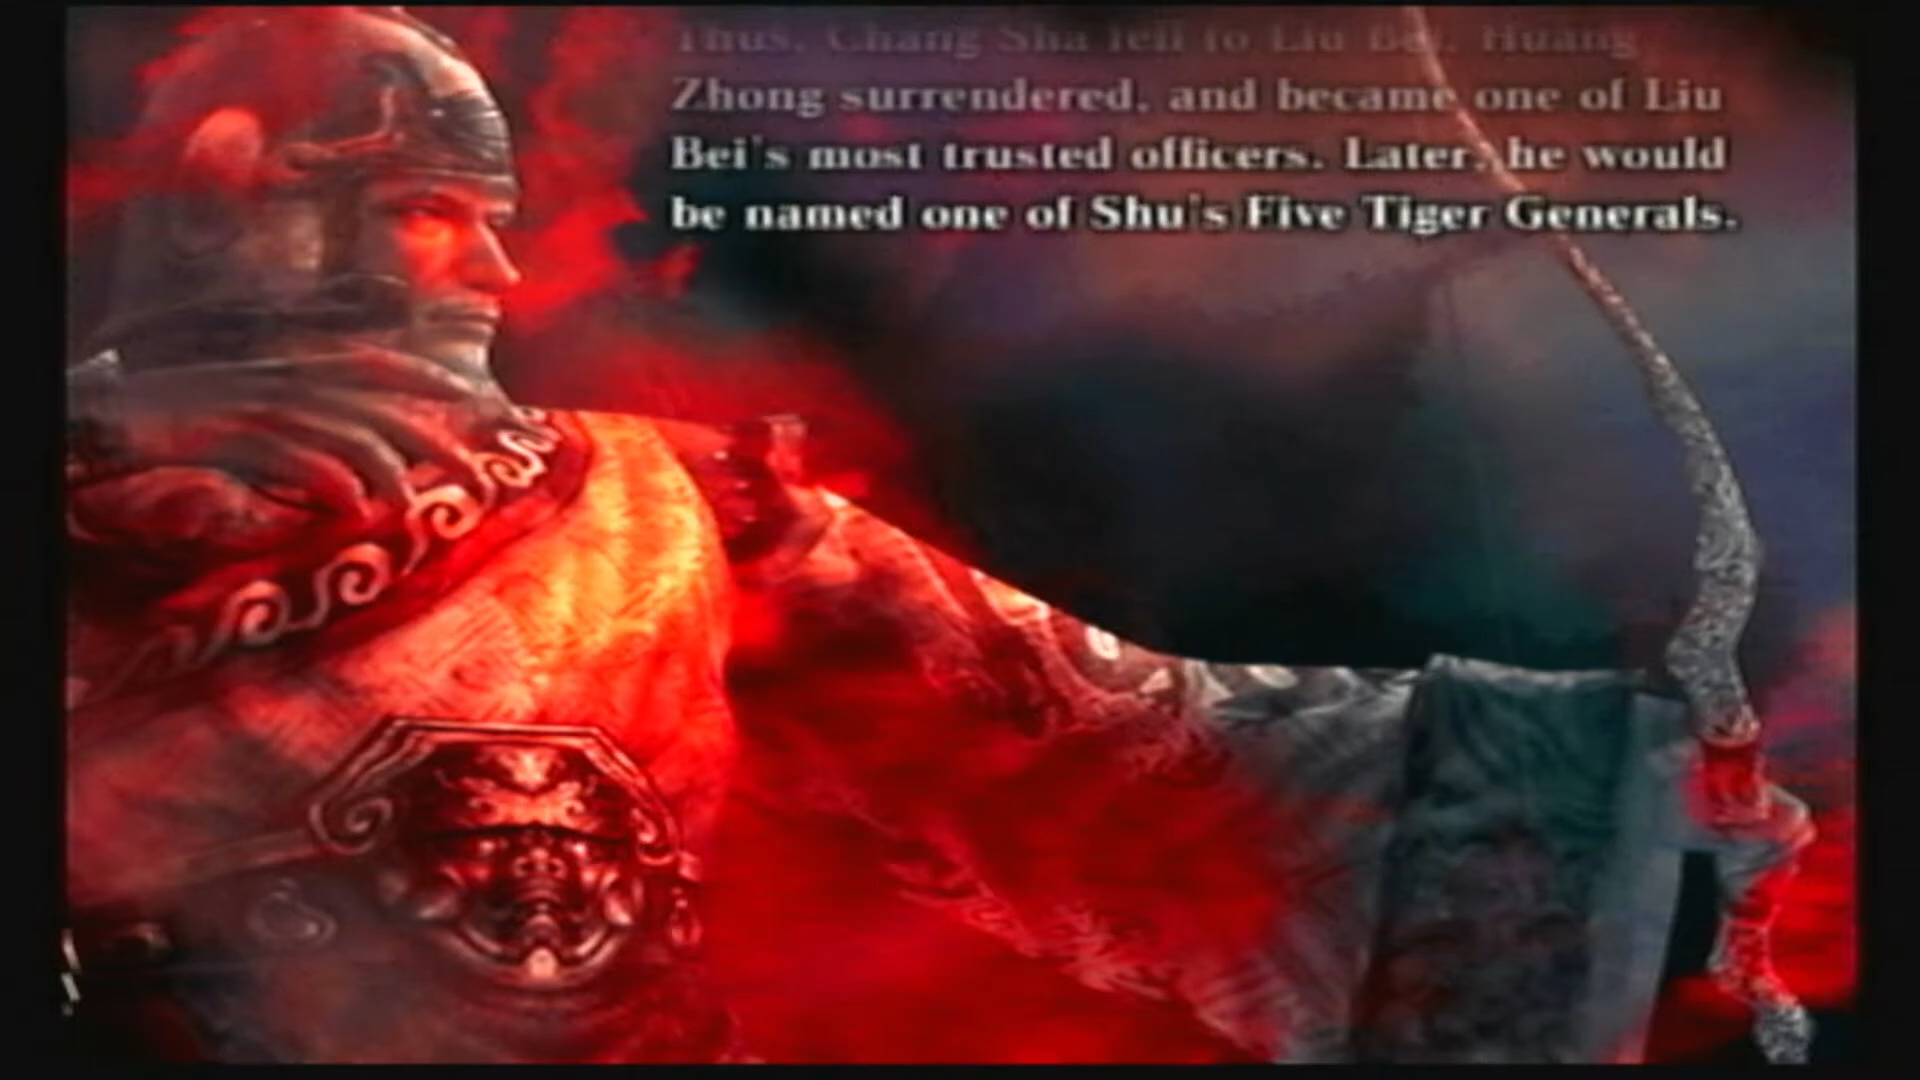 Thus, Chang Sha fell to Liu Bei. Huang
Zhong surrendered, and became one of Liu
Bei's most trusted officers. Later, he would
be named one of Shu's Five Tiger Generals.